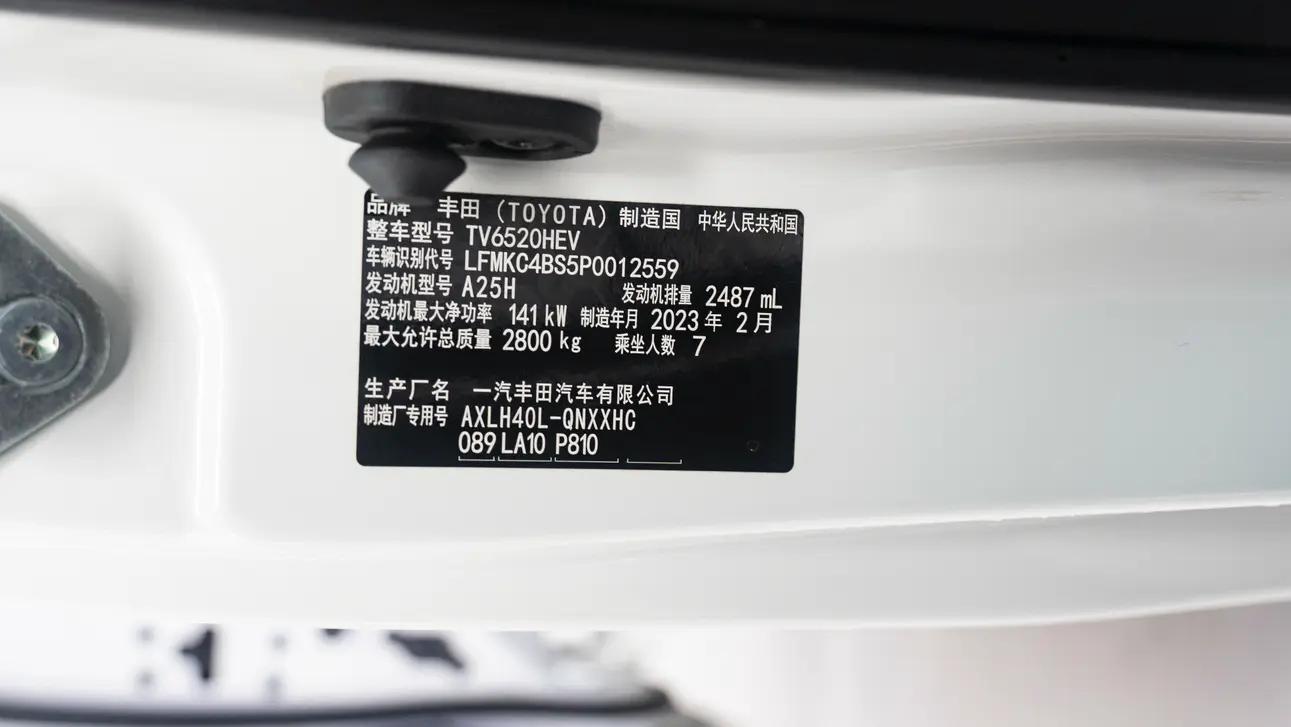 品牌 丰田 (TOYOTA) 制造国 中华人民共和国
整车型号 TV6520HEV
车辆识别代号 LFMKC4BS5P0012559
发动机型号 A25H 发动机排量 2487 mL
发动机最大净功率 141 kW 制造年月 2023 年 2 月
最大允许总质量 2800 kg 乘坐人数 7
生产厂名 一汽丰田汽车有限公司
制造厂专用号 AXLH40L-QNXXHC
089 LA10 P810